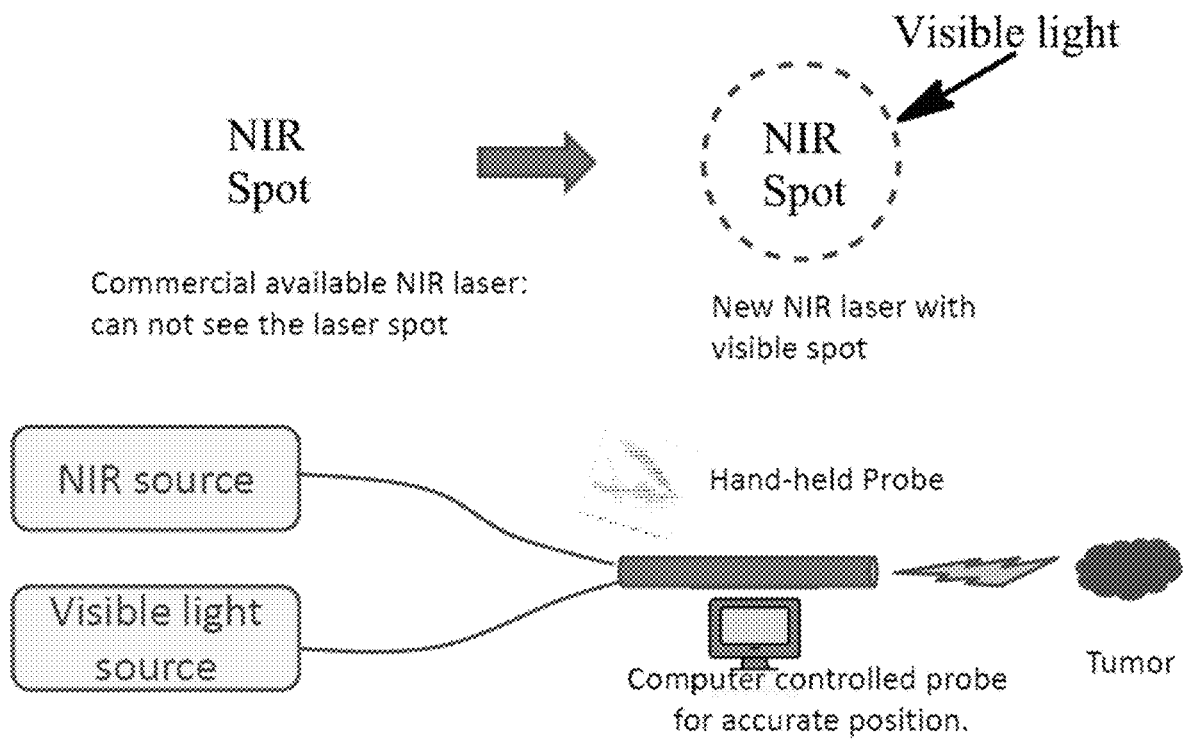 Visible light
NIR
Spot
NIR
Spot
Commercial available NIR laser:
can not see the laser spot
New NIR laser with
visible spot
NIR source
Hand-held Probe
Visible light
source
Computer controlled probe
for accurate position.
Tumor